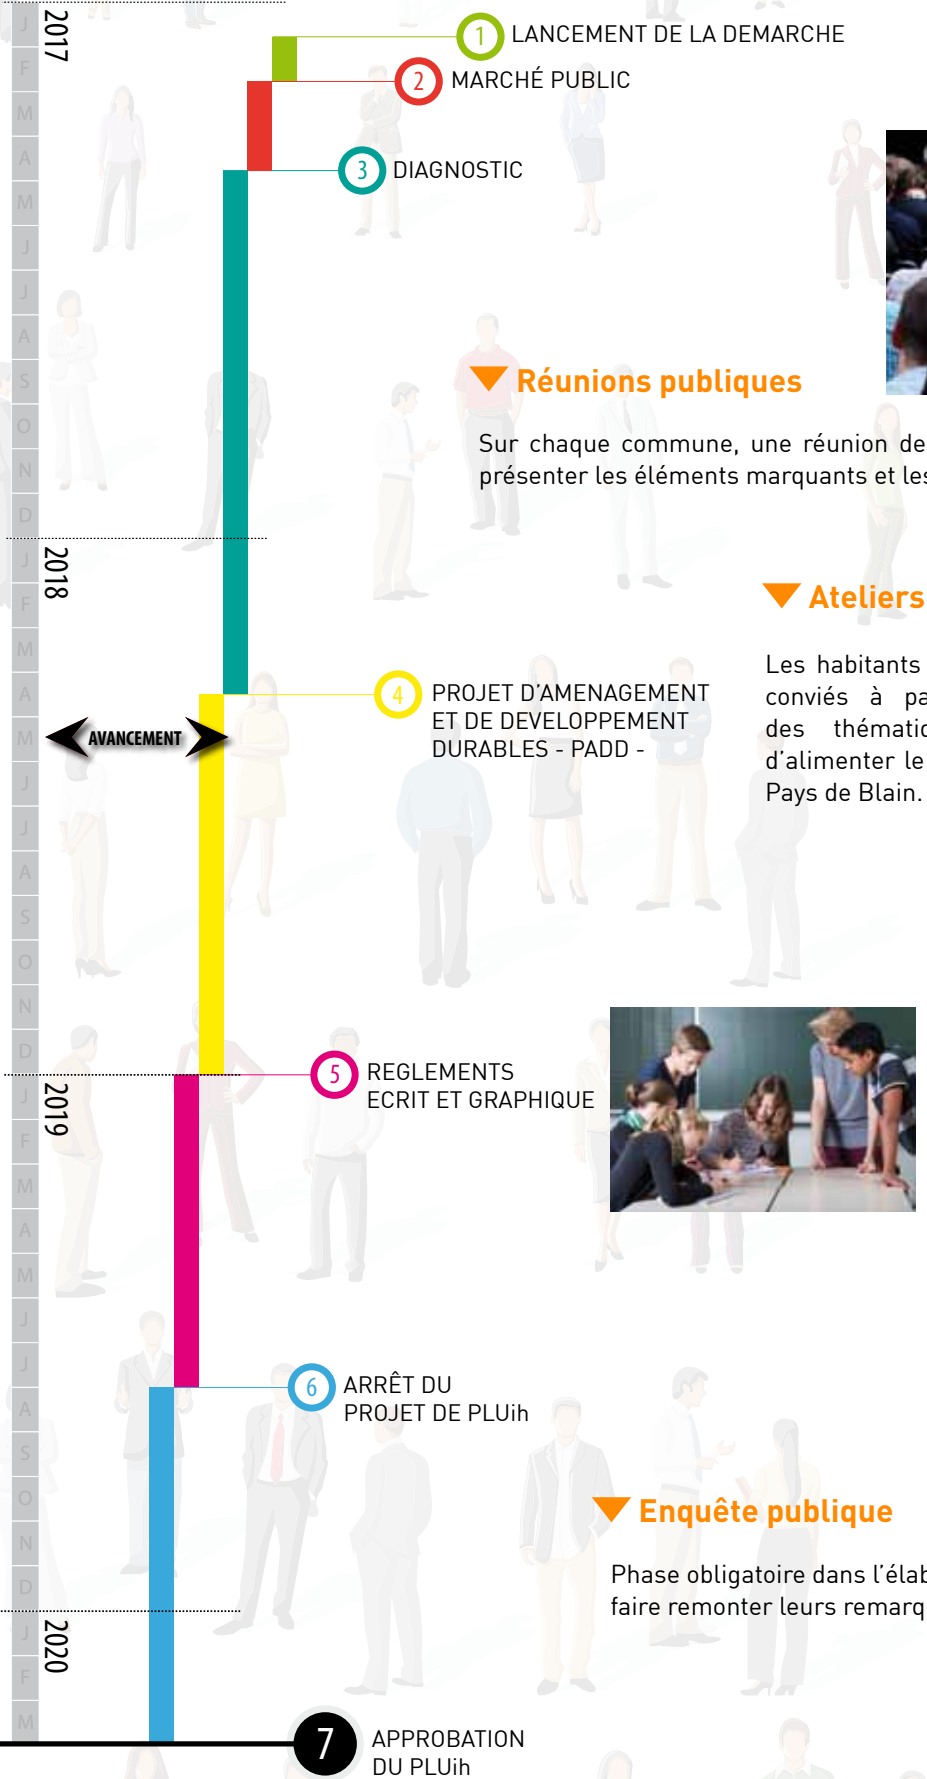 2017
J
F
M
A
M
J
J
A
S
O
N
D
1 LANCEMENT DE LA DEMARCHE
2 MARCHÉ PUBLIC
3 DIAGNOSTIC
Réunions publiques
Sur chaque commune, une réunion de
présenter les éléments marquants et les
2018
J
F
M
A
M
J
J
A
S
O
N
D
Ateliers
Les habitants
conviés à pa
des thématiq
d'alimenter le
Pays de Blain.
4 PROJET D'AMENAGEMENT
ET DE DEVELOPPEMENT
DURABLES - PADD -
AVANCEMENT
2019
J
F
M
A
M
J
J
A
S
O
N
D
5 REGLEMENTS
ECRIT ET GRAPHIQUE
6 ARRÊT DU
PROJET DE PLUih
Enquête publique
Phase obligatoire dans l'élab
faire remonter leurs remarq
2020
J
F
M
7 APPROBATION
DU PLUih